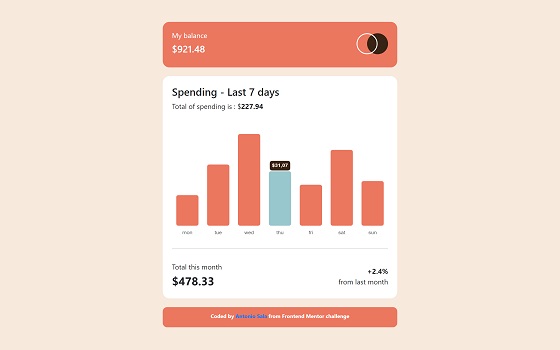 My balance
$921.48
Spending - Last 7 days
Total of spending is : $227.94
$31,07
mon tue wed thu fri sat sun
Total this month
+2.4%
$478.33
from last month
Coded by Antonio Solo from Frontend Mentor challenge